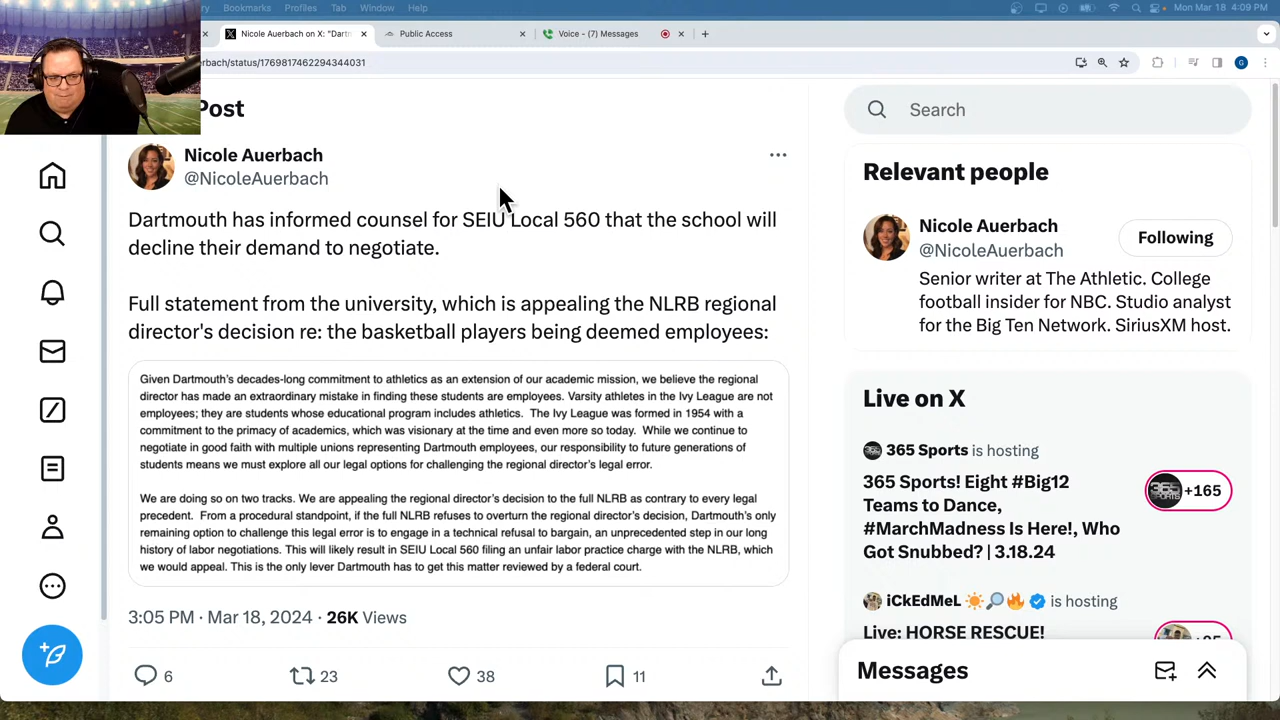 Bookmarks Profiles Tab Window Help Mon Mar 18 4:09 PM
Nicole Auerbach on X: "Dartm Public Access Voice - (7) Messages
rbach/status/1769817462294344031
Post
Nicole Auerbach
@NicoleAuerbach
Dartmouth has informed counsel for SEIU Local 560 that the school will
decline their demand to negotiate.
Full statement from the university, which is appealing the NLRB regional
director's decision re: the basketball players being deemed employees:
Given Dartmouth's decades-long commitment to athletics as an extension of our academic mission, we believe the regional
director has made an extraordinary mistake in finding these students are employees. Varsity athletes in the Ivy League are not
employees; they are students whose educational program includes athletics. The Ivy League was formed in 1954 with a
commitment to the primacy of academics, which was visionary at the time and even more so today. While we continue to
negotiate in good faith with multiple unions representing Dartmouth employees, our responsibility to future generations of
students means we must explore all our legal options for challenging the regional director's legal error.
We are doing so on two tracks. We are appealing the regional director's decision to the full NLRB as contrary to every legal
precedent. From a procedural standpoint, if the full NLRB refuses to overturn the regional director's decision, Dartmouth's only
remaining option to challenge this legal error is to engage in a technical refusal to bargain, an unprecedented step in our long
history of labor negotiations. This will likely result in SEIU Local 560 filing an unfair labor practice charge with the NLRB, which
we would appeal. This is the only lever Dartmouth has to get this matter reviewed by a federal court.
3:05 PM · Mar 18, 2024 · 26K Views
6 23 38 11
Search
Relevant people
Nicole Auerbach
@NicoleAuerbach
Following
Senior writer at The Athletic. College
football insider for NBC. Studio analyst
for the Big Ten Network. SiriusXM host.
Live on X
365 Sports is hosting
365 Sports! Eight #Big12
Teams to Dance,
#MarchMadness Is Here!, Who
Got Snubbed? | 3.18.24
+165
iCkEdMeL is hosting
Live: HORSE RESCUE!
Messages